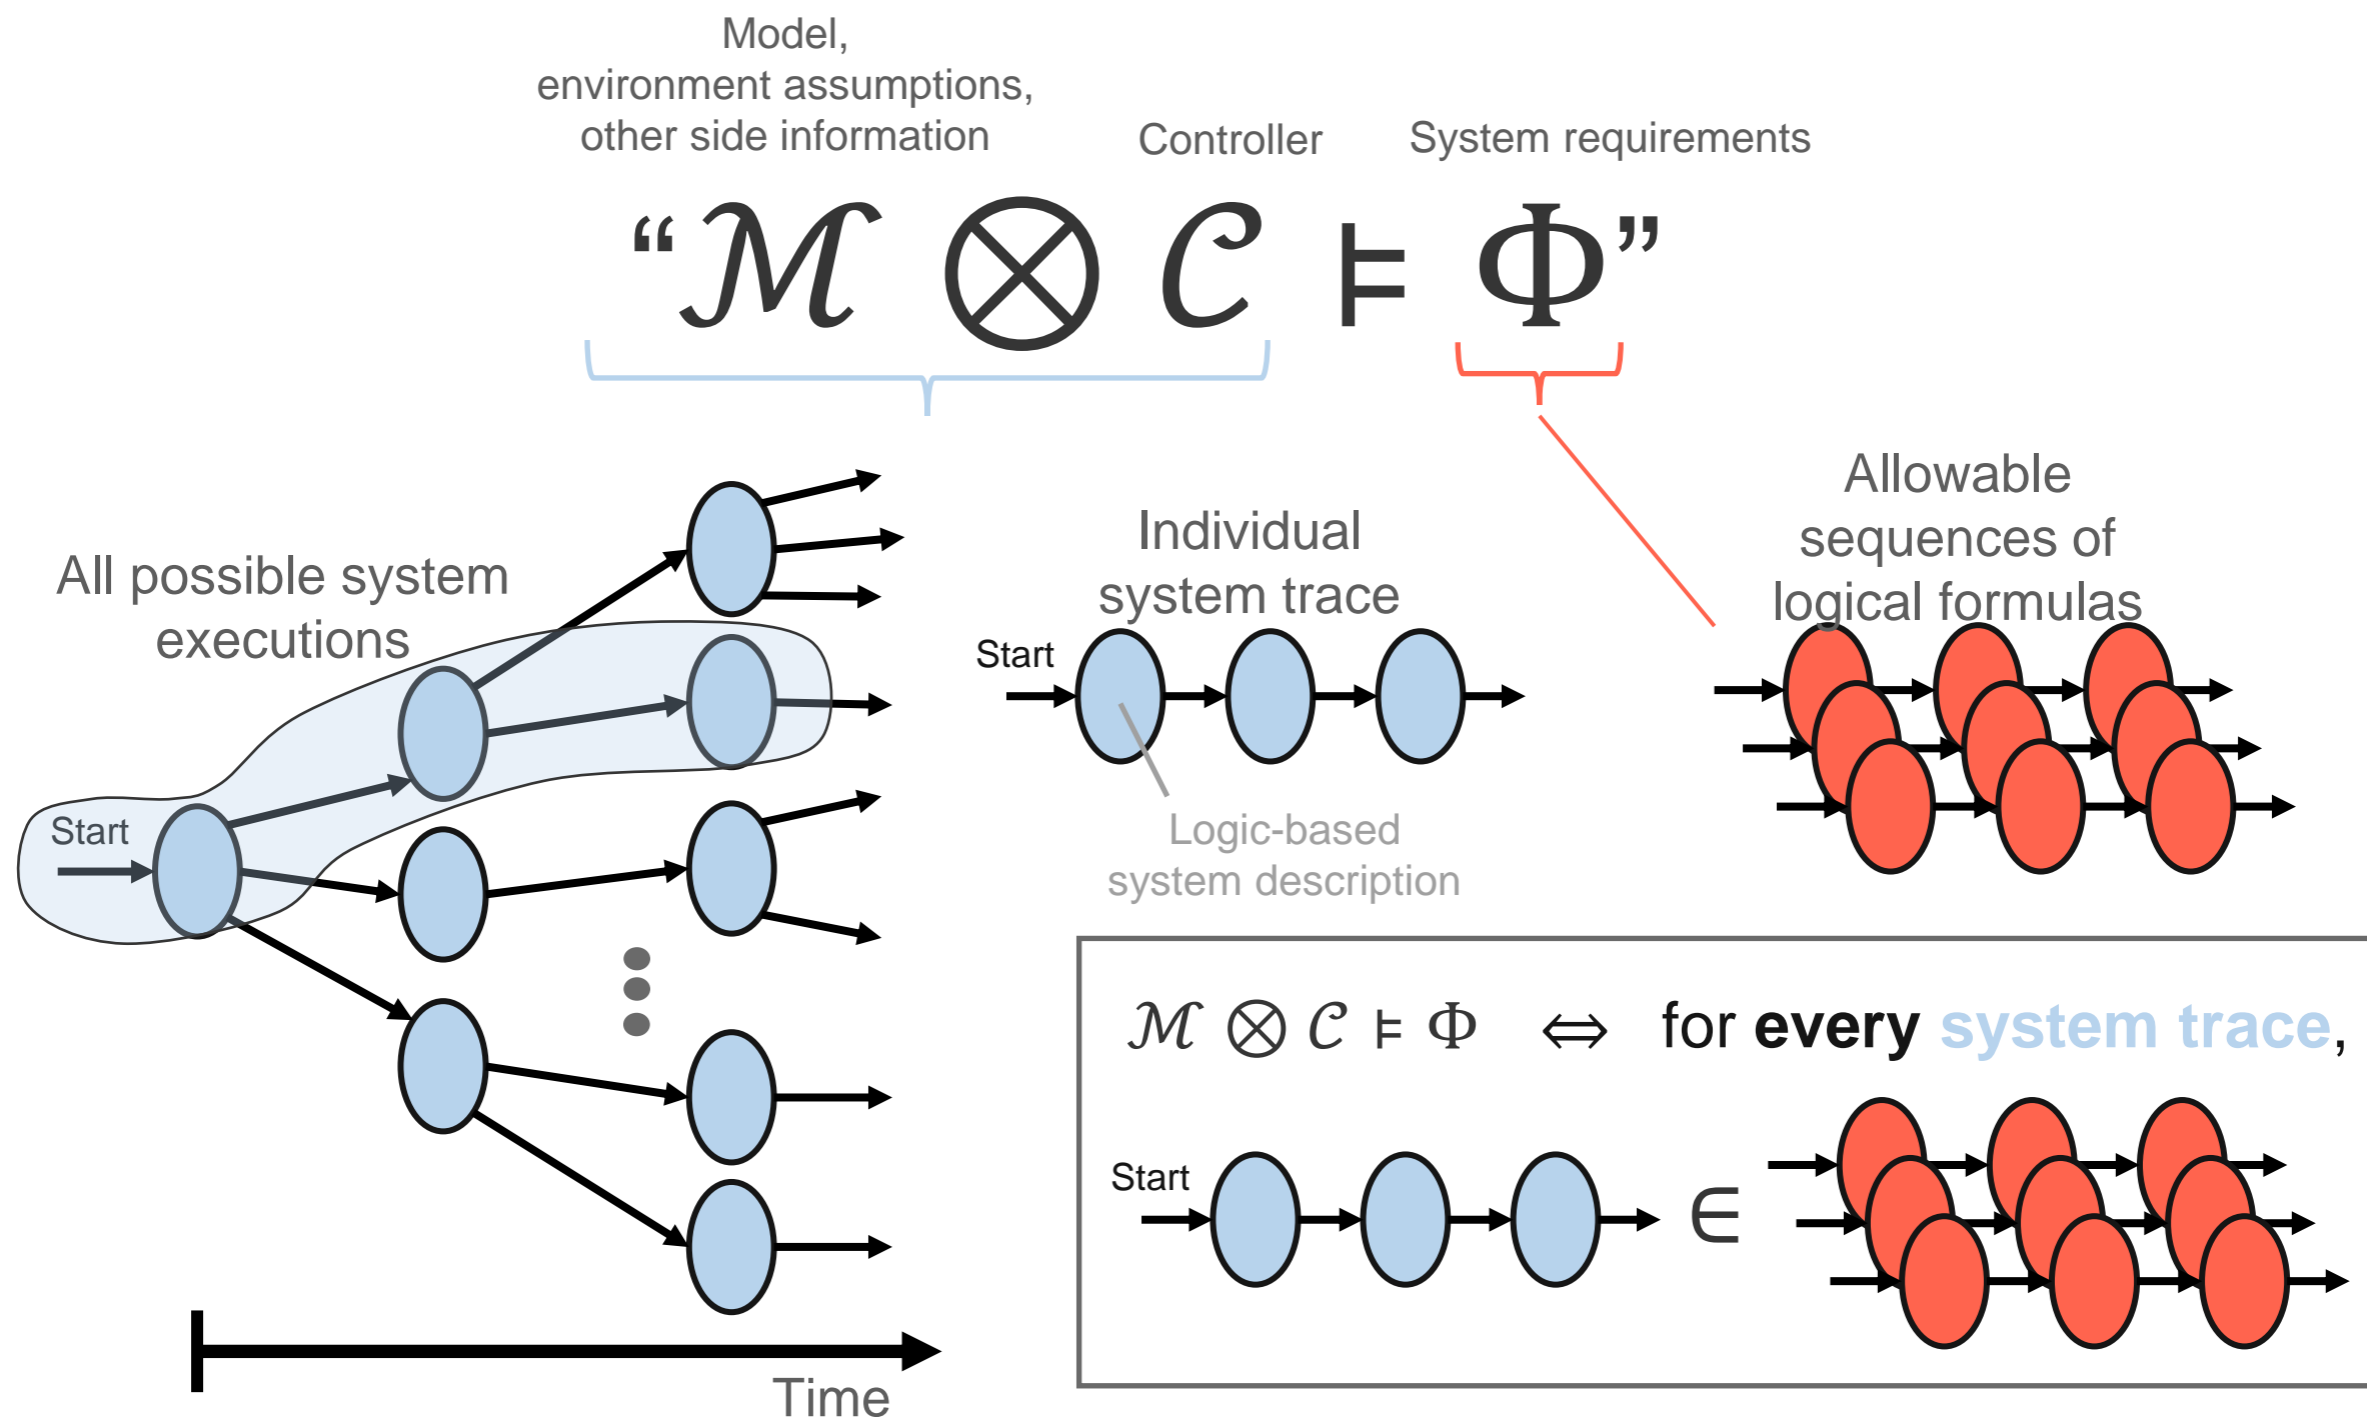 Model,
environment assumptions,
other side information
Controller
System requirements
“ℳ ⊗ 𝒞 ⊧ Φ”
All possible system
executions
Start
Time
Individual
system trace
Start
Logic-based
system description
Allowable
sequences of
logical formulas
ℳ ⊗ 𝒞 ⊧ Φ ⇔ for every system trace,
Start
∈